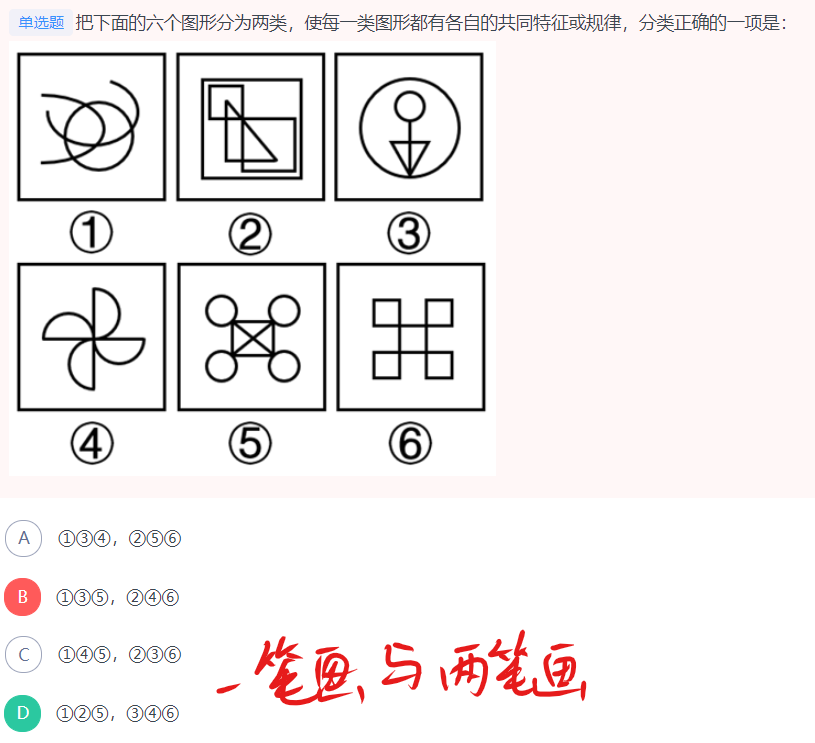 单选题 把下面的六个图形分为两类，使每一类图形都有各自的共同特征或规律，分类正确的一项是：
① ② ③
④ ⑤ ⑥
A ①③④，②⑤⑥
B ①③⑤，②④⑥
C ①④⑤，②③⑥
D ①②⑤，③④⑥
一笔画与两笔画